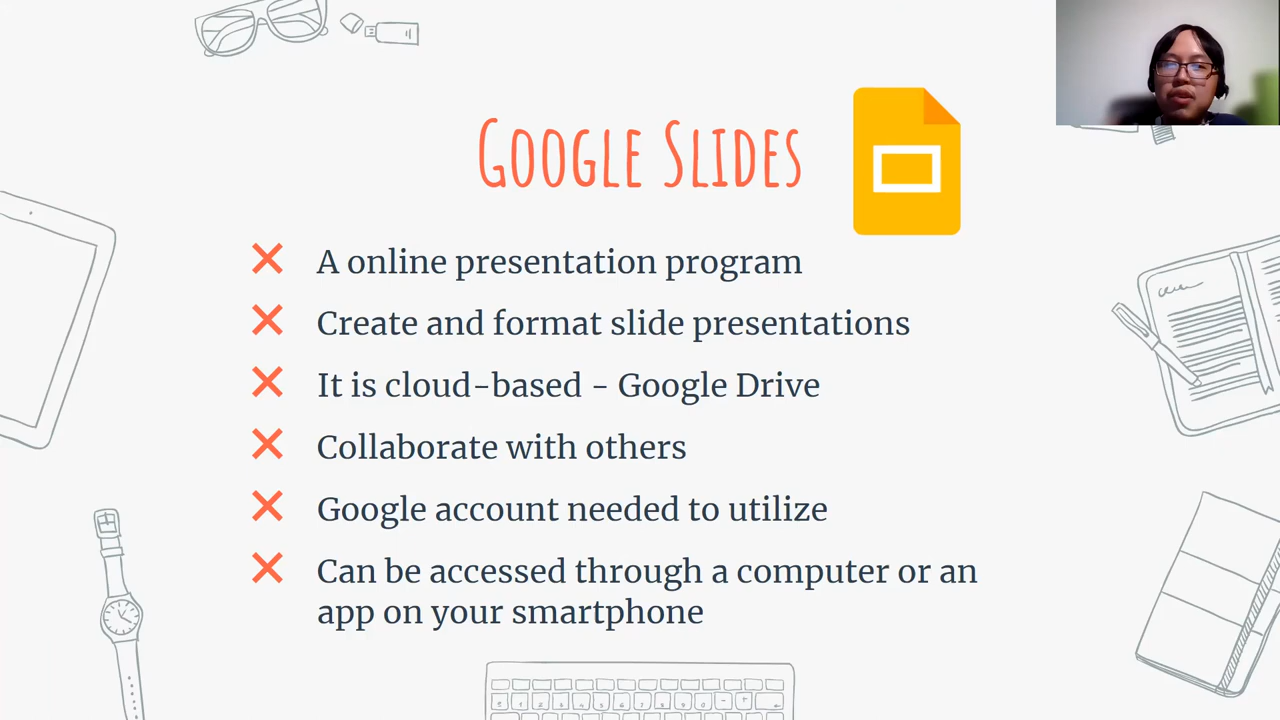 Google Slides
A online presentation program
Create and format slide presentations
It is cloud-based - Google Drive
Collaborate with others
Google account needed to utilize
Can be accessed through a computer or an
app on your smartphone